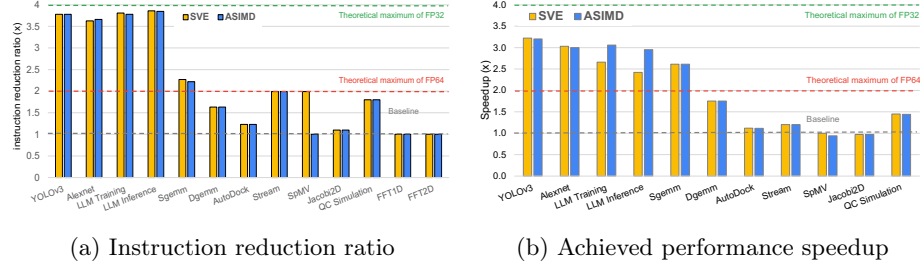 Instruction reduction ratio (x)
4
3.5
3
2.5
2
1.5
1
0.5
0
SVE ASIMD
Theoretical maximum of FP32
Theoretical maximum of FP64
Baseline
YOLOv3 Alexnet LLM Training LLM Inference Sgemm Dgemm AutoDock Stream SpMV Jacobi2D QC Simulation FFT1D FFT2D
(a) Instruction reduction ratio
Speedup (x)
4.0
3.5
3.0
2.5
2.0
1.5
1.0
0.5
0.0
SVE ASIMD
Theoretical maximum of FP32
Theoretical maximum of FP64
Baseline
YOLOv3 Alexnet LLM Training LLM Inference Sgemm Dgemm AutoDock Stream SpMV Jacobi2D QC Simulation
(b) Achieved performance speedup